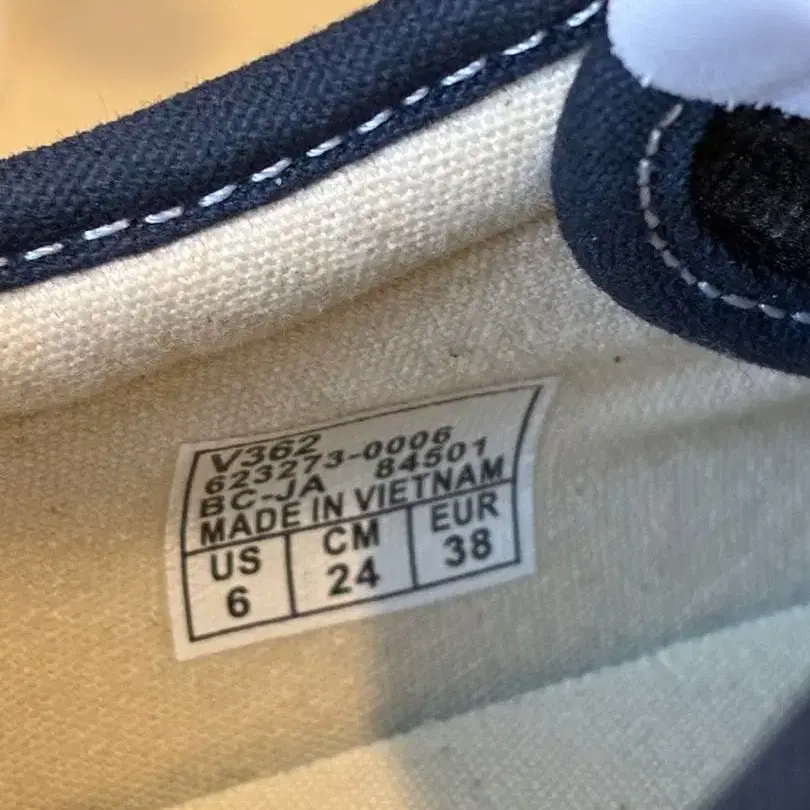 V362
623273-0006
BC-JA 84501
MADE IN VIETNAM
US CM EUR
6 24 38